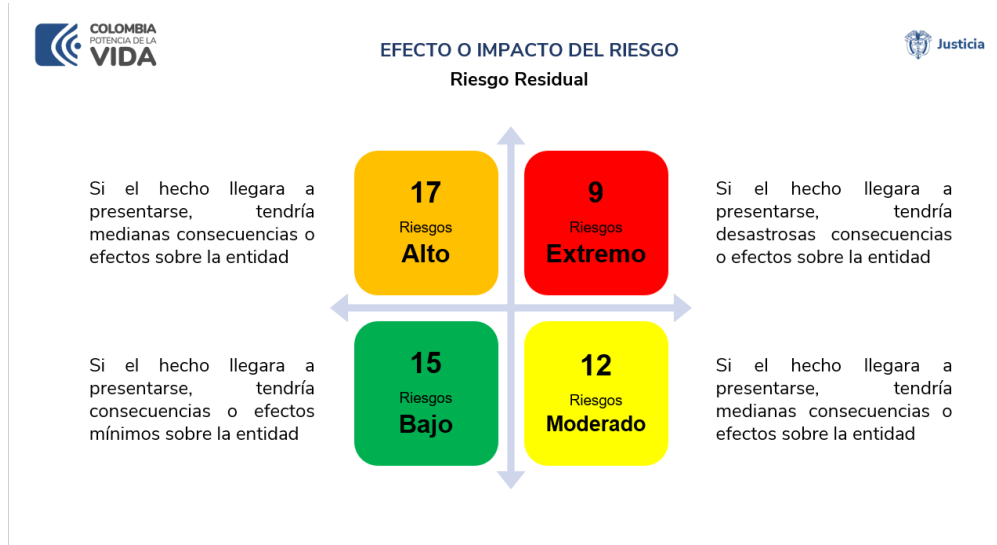 COLOMBIA
POTENCIA DE LA
VIDA
EFECTO O IMPACTO DEL RIESGO
Riesgo Residual
Justicia
Si el hecho llegara a
presentarse, tendría
medianas consecuencias o
efectos sobre la entidad
17
Riesgos
Alto
9
Riesgos
Extremo
Si el hecho llegara a
presentarse, tendría
desastrosas consecuencias
o efectos sobre la entidad
Si el hecho llegara a
presentarse, tendría
consecuencias o efectos
mínimos sobre la entidad
15
Riesgos
Bajo
12
Riesgos
Moderado
Si el hecho llegara a
presentarse, tendría
medianas consecuencias o
efectos sobre la entidad